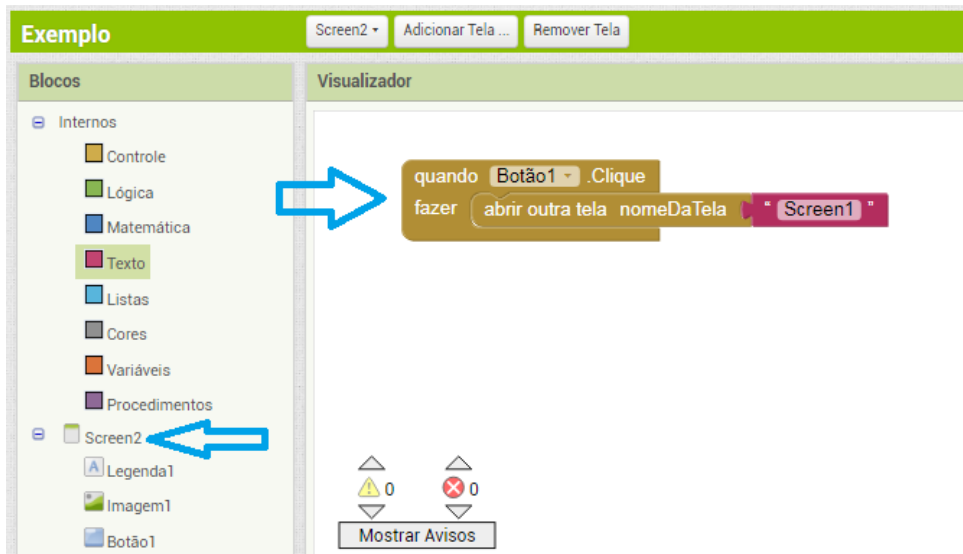 Exemplo
Screen2
Adicionar Tela ...
Remover Tela
Blocos
Visualizador
Internos
Controle
Lógica
Matemática
Texto
Listas
Cores
Variáveis
Procedimentos
Screen2
Legenda1
Imagem1
Botão1
quando Botão1 .Clique
fazer abrir outra tela nomeDaTela " Screen1 "
0 0
Mostrar Avisos